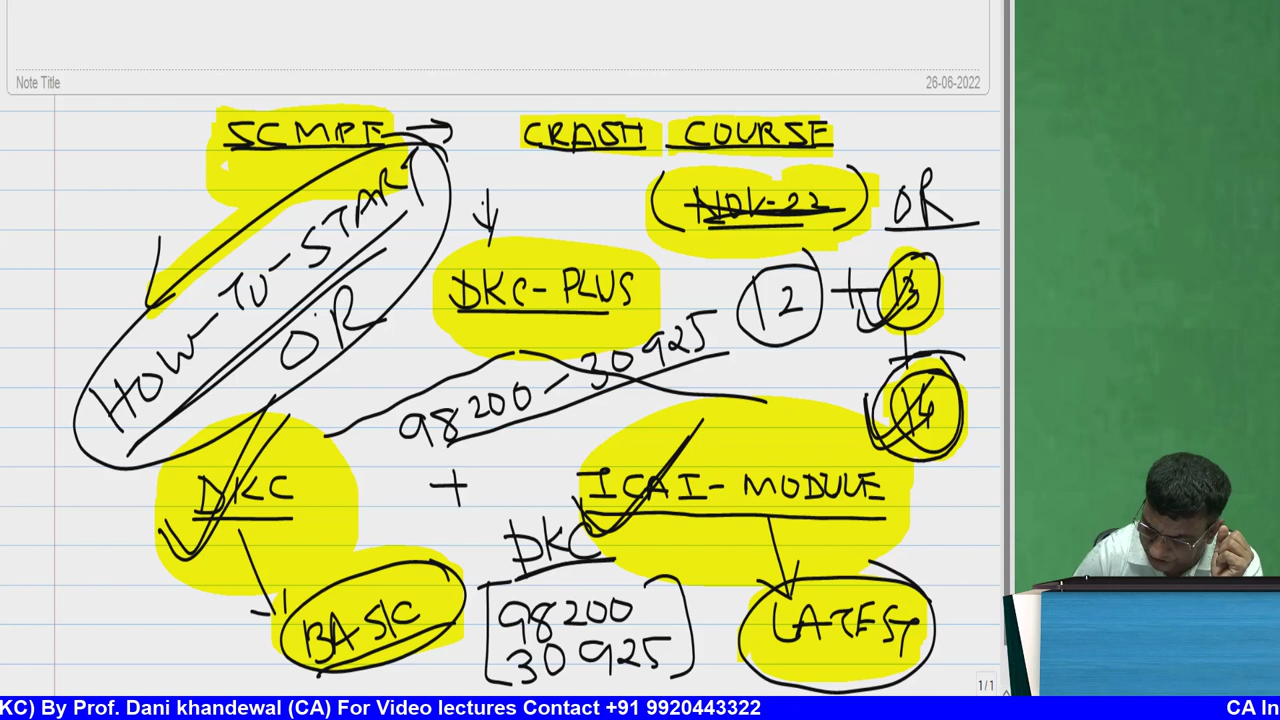 Note Title
26-06-2022
SCMPE → CRASH COURSE
(NOV-22) OR
HOW-TO-START
OR
DKC-PLUS
12 + 13
+
14
98200-30925
DKC + ICAI-MODULE
BASIC
DKC
[98200
30925]
LATEST
1/1
KC) By Prof. Dani khandewal (CA) For Video lectures Contact +91 9920443322
CA In